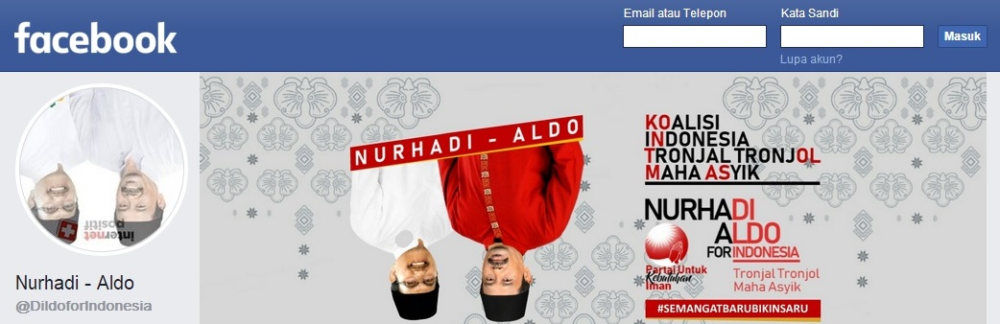 facebook
Email atau Telepon
Kata Sandi
Masuk
Lupa akun?
internet
positif
Nurhadi - Aldo
@DildoforIndonesia
NURHADI - ALDO
KOALISI
INDONESIA
TRONJAL TRONJOL
MAHA ASYIK
NURHADI
ALDO
FOR INDONESIA
Partai Untuk
Kebutuhan
Iman
Tronjal Tronjol
Maha Asyik
#SEMANGATBARUBIKINSARU